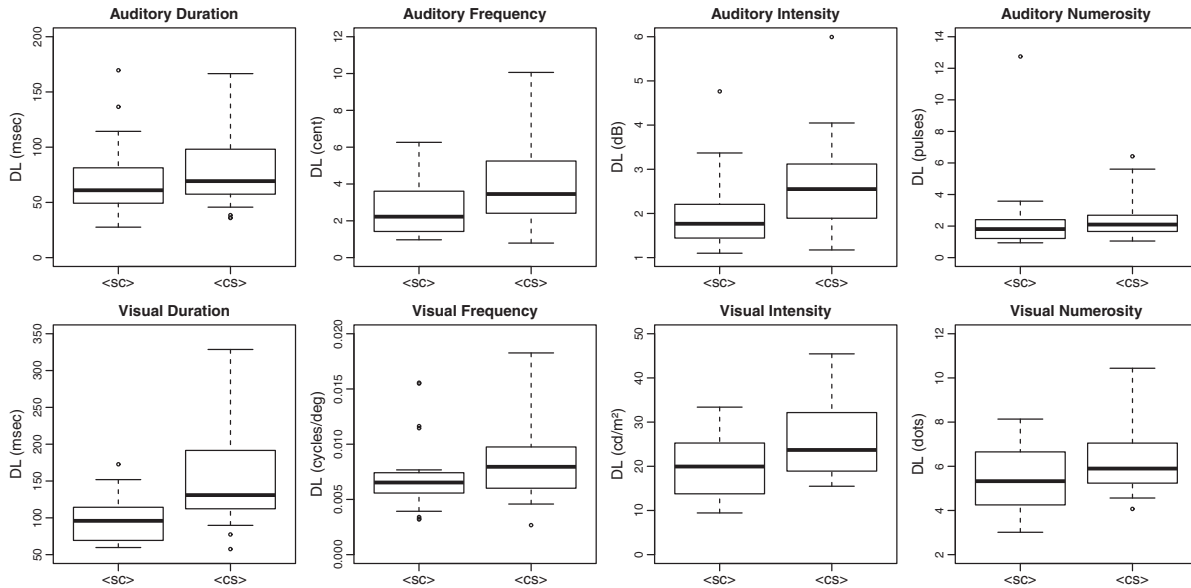 Auditory Duration
DL (msec)
200
150
100
50
0
<SC>
<CS>
Auditory Frequency
DL (cent)
12
10
8
6
4
2
0
<SC>
<CS>
Auditory Intensity
DL (dB)
6
5
4
3
2
1
<SC>
<CS>
Auditory Numerosity
DL (pulses)
14
12
10
8
6
4
2
0
<SC>
<CS>
Visual Duration
DL (msec)
350
300
250
200
150
100
50
<SC>
<CS>
Visual Frequency
DL (cycles/deg)
0.020
0.015
0.010
0.005
0.000
<SC>
<CS>
Visual Intensity
DL (cd/m²)
50
40
30
20
10
0
<SC>
<CS>
Visual Numerosity
DL (dots)
12
10
8
6
4
2
<SC>
<CS>